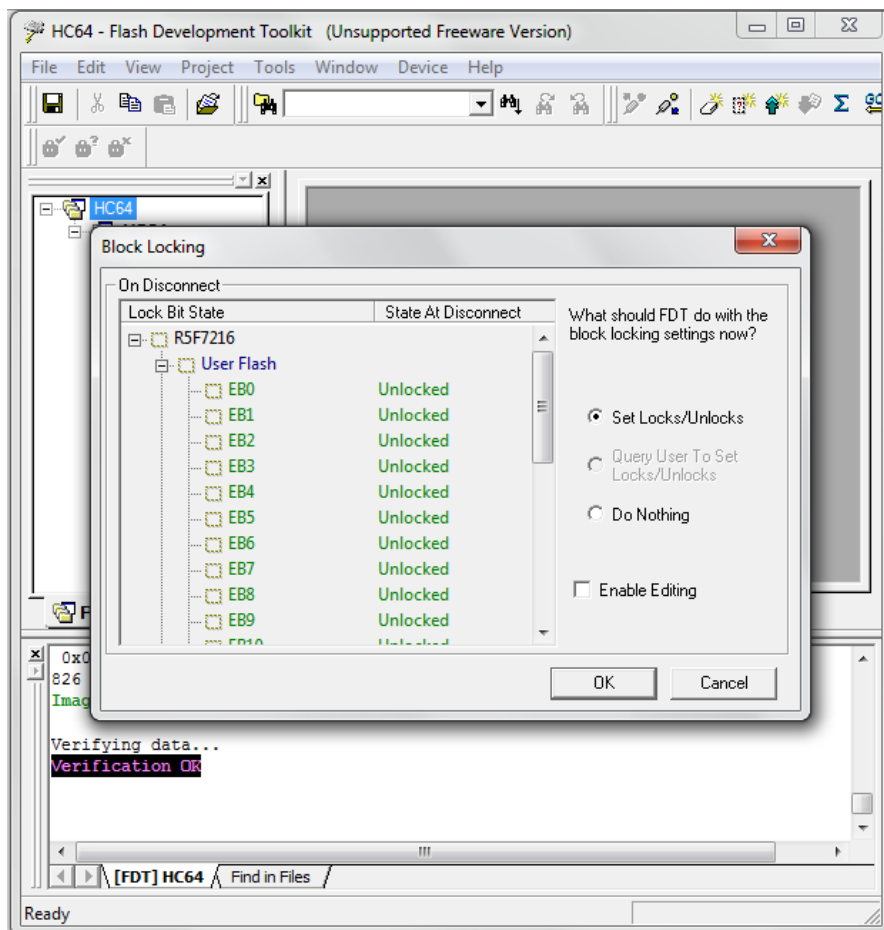 HC64 - Flash Development Toolkit (Unsupported Freeware Version)
File Edit View Project Tools Window Device Help
HC64
Block Locking
On Disconnect
Lock Bit State State At Disconnect
What should FDT do with the
block locking settings now?
R5F7216
User Flash
EB0 Unlocked
EB1 Unlocked
EB2 Unlocked
EB3 Unlocked
EB4 Unlocked
EB5 Unlocked
EB6 Unlocked
EB7 Unlocked
EB8 Unlocked
EB9 Unlocked
EB10 Unlocked
Set Locks/Unlocks
Query User To Set
Locks/Unlocks
Do Nothing
Enable Editing
OK Cancel
0x0
826
Imag
Verifying data...
Verification OK
[FDT] HC64 Find in Files
Ready